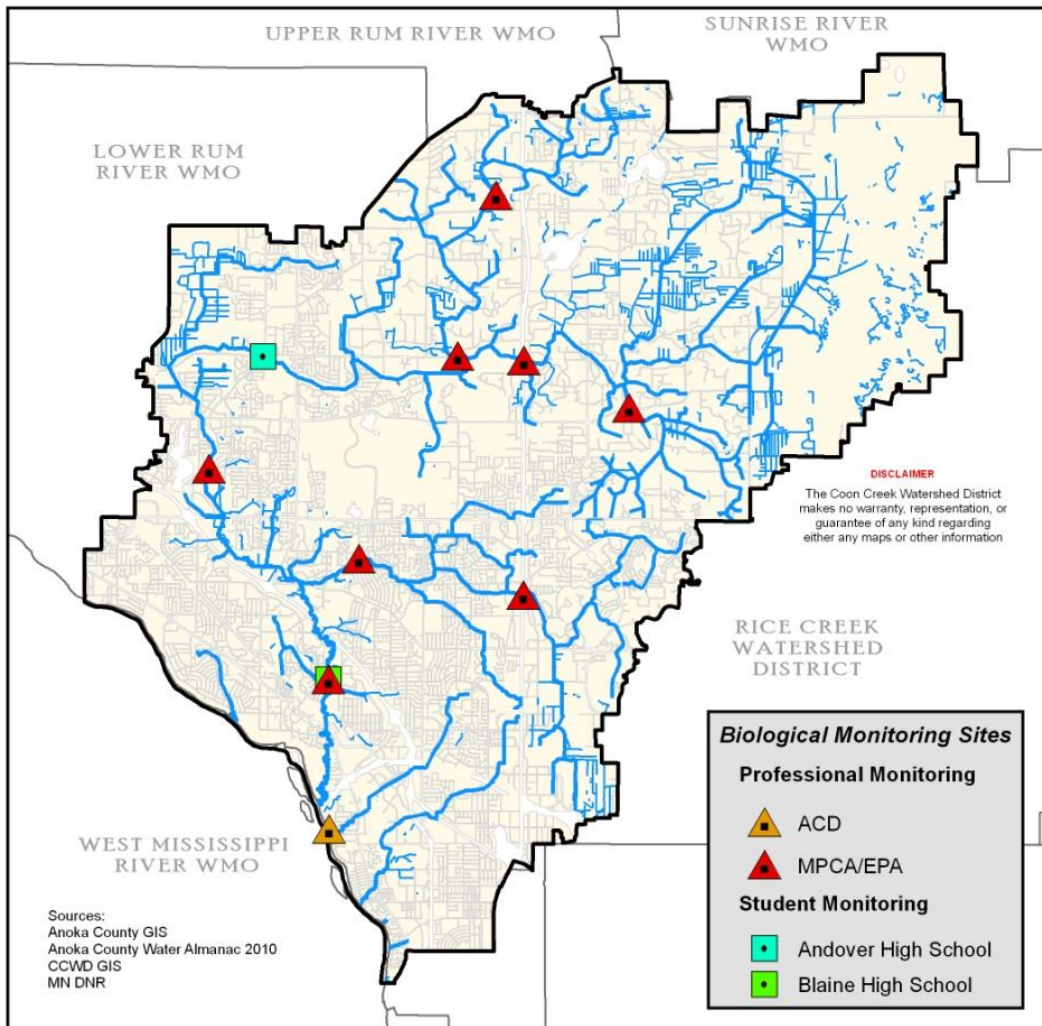 UPPER RUM RIVER WMO
SUNRISE RIVER
WMO
LOWER RUM
RIVER WMO
DISCLAIMER
The Coon Creek Watershed District
makes no warranty, representation, or
guarantee of any kind regarding
either any maps or other information
RICE CREEK
WATERSHED
DISTRICT
WEST MISSISSIPPI
RIVER WMO
Sources:
Anoka County GIS
Anoka County Water Almanac 2010
CCWD GIS
MN DNR
Biological Monitoring Sites
Professional Monitoring
ACD
MPCA/EPA
Student Monitoring
Andover High School
Blaine High School